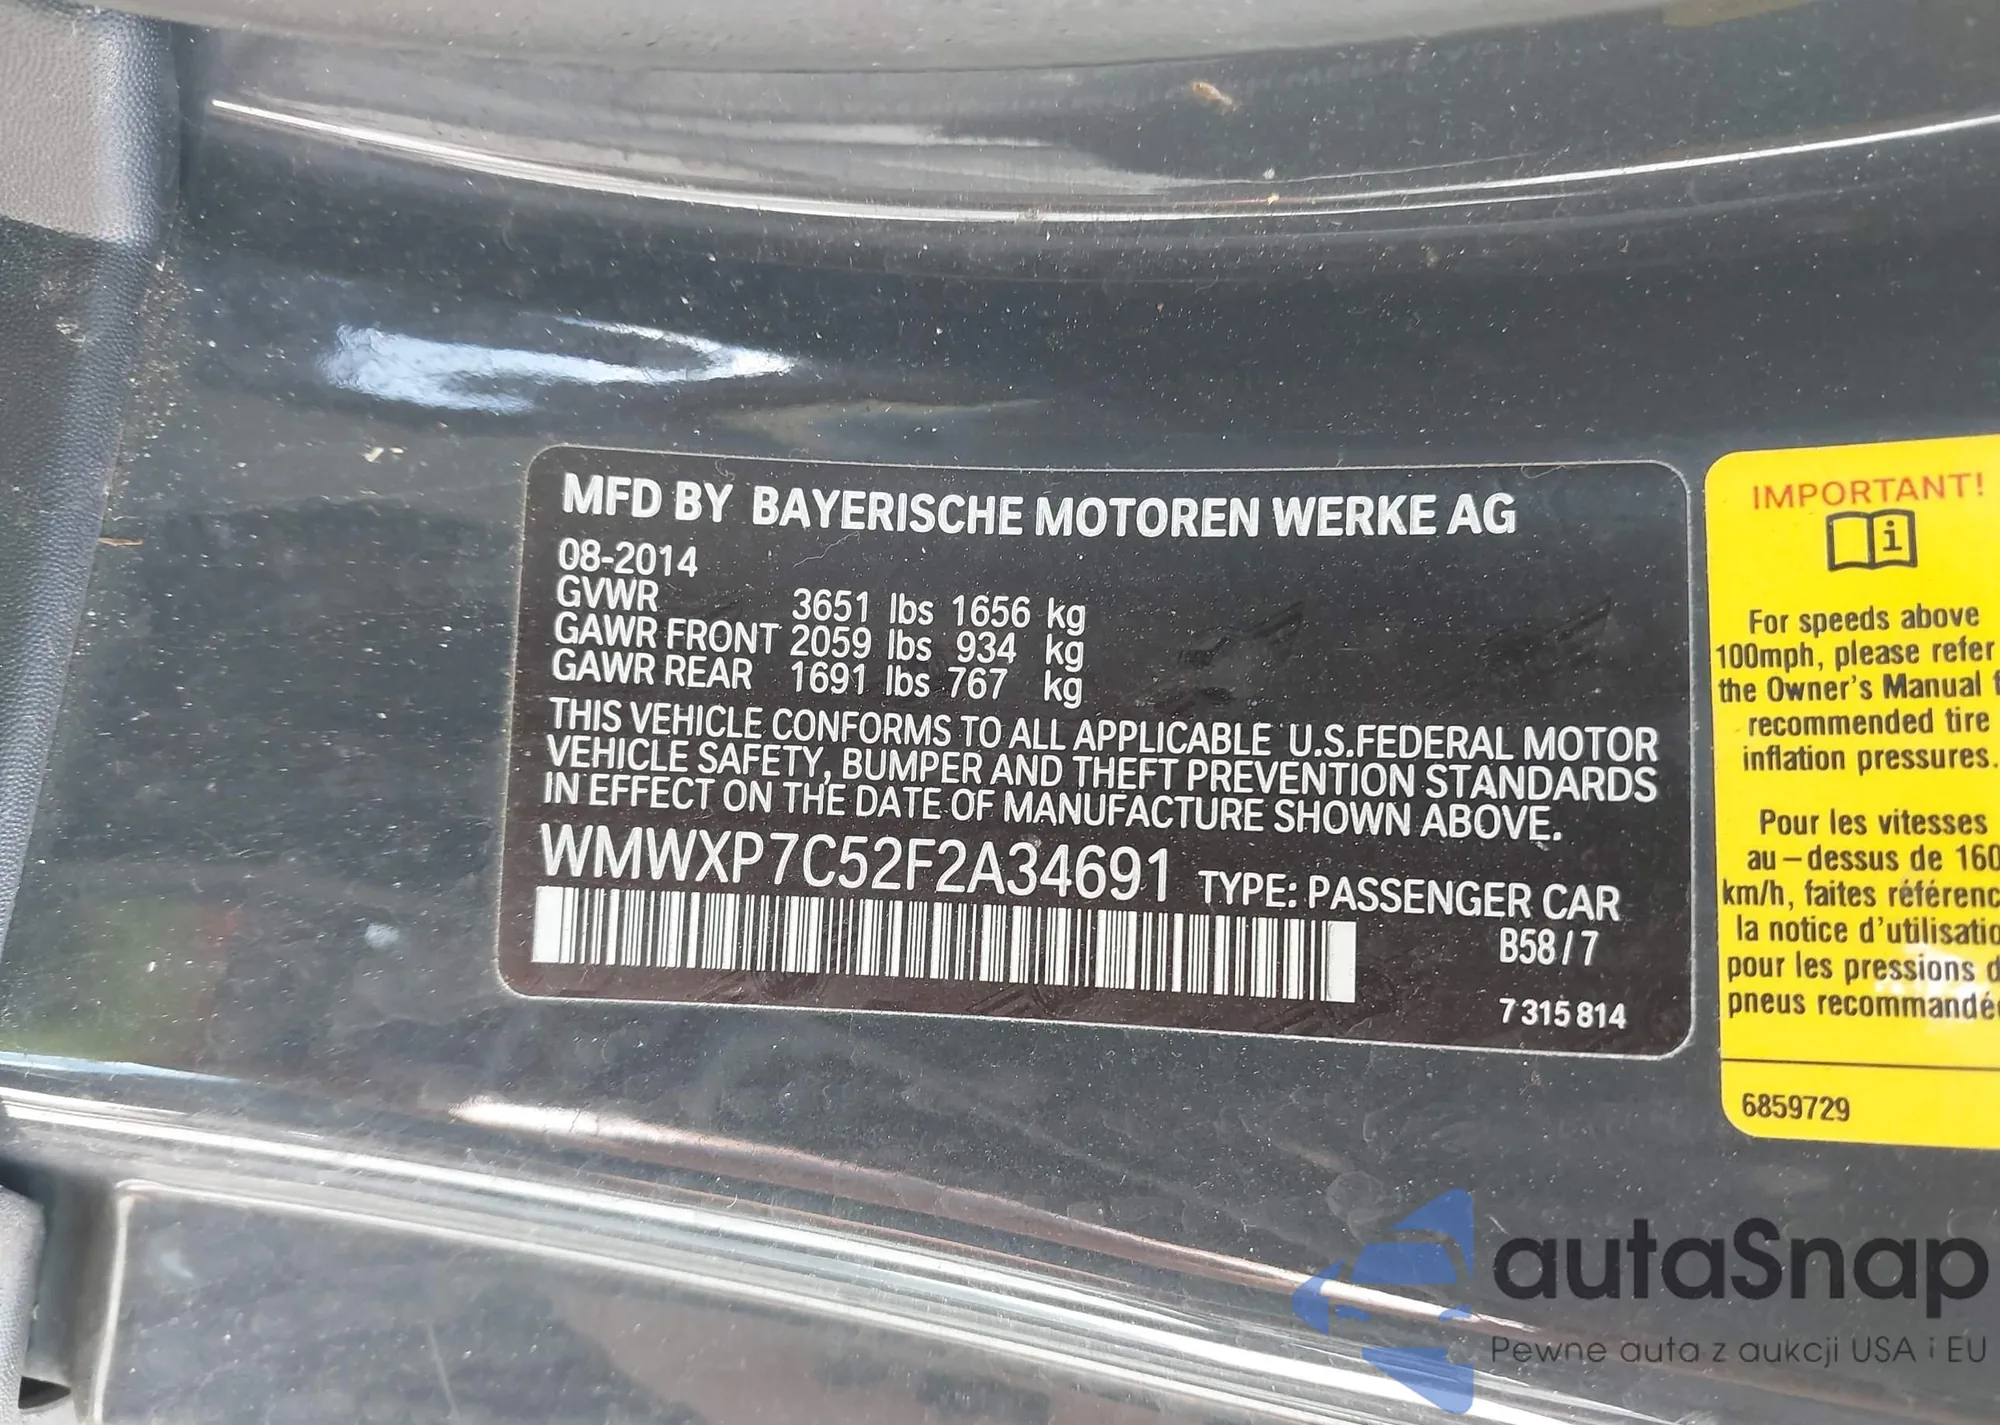 MFD BY BAYERISCHE MOTOREN WERKE AG
08-2014
GVWR 3651 lbs 1656 kg
GAWR FRONT 2059 lbs 934 kg
GAWR REAR 1691 lbs 767 kg
THIS VEHICLE CONFORMS TO ALL APPLICABLE U.S.FEDERAL MOTOR
VEHICLE SAFETY, BUMPER AND THEFT PREVENTION STANDARDS
IN EFFECT ON THE DATE OF MANUFACTURE SHOWN ABOVE.
WMWXP7C52F2A34691 TYPE: PASSENGER CAR
B58/7
7 315 814
IMPORTANT!
i
For speeds above
100mph, please refer
the Owner's Manual
recommended tire
inflation pressures.
Pour les vitesses
au-dessus de 160
km/h, faites
la notice
pour les pressions
pneus
6859729
autaSnap
Pewne auta z aukcji USA i EU